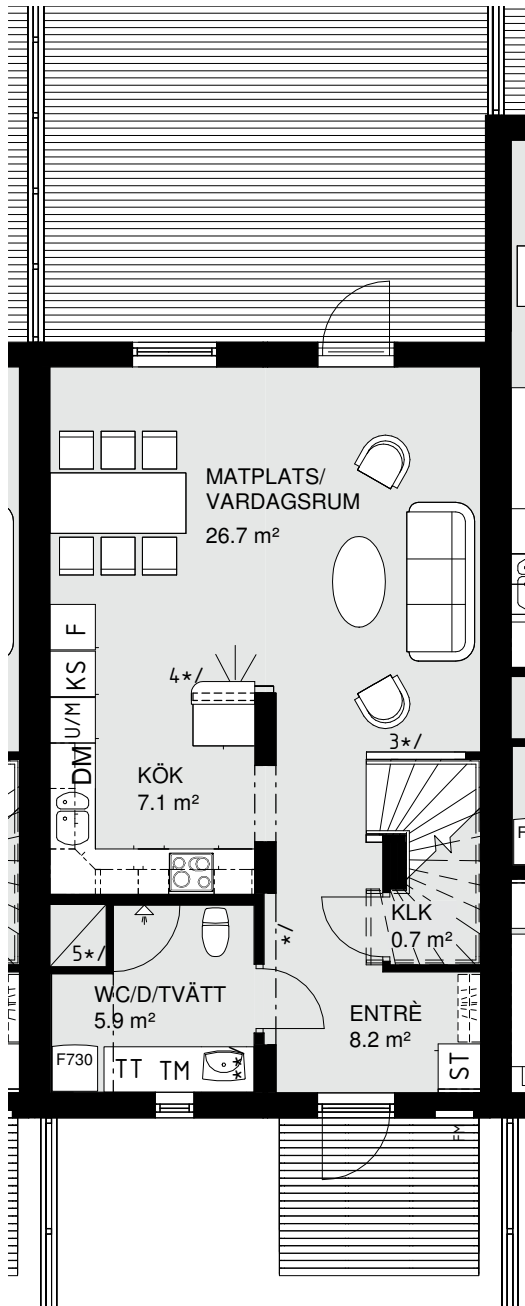 MATPLATS/
VARDAGSRUM
26.7 m²
F
KS
U/M
DM
4*/
3*/
KÖK
7.1 m²
F
KLK
0.7 m²
*/
5*/
WC/D/TVÄTT
5.9 m²
ENTRÈ
8.2 m²
F730
TT TM
*/
*
ST
FM